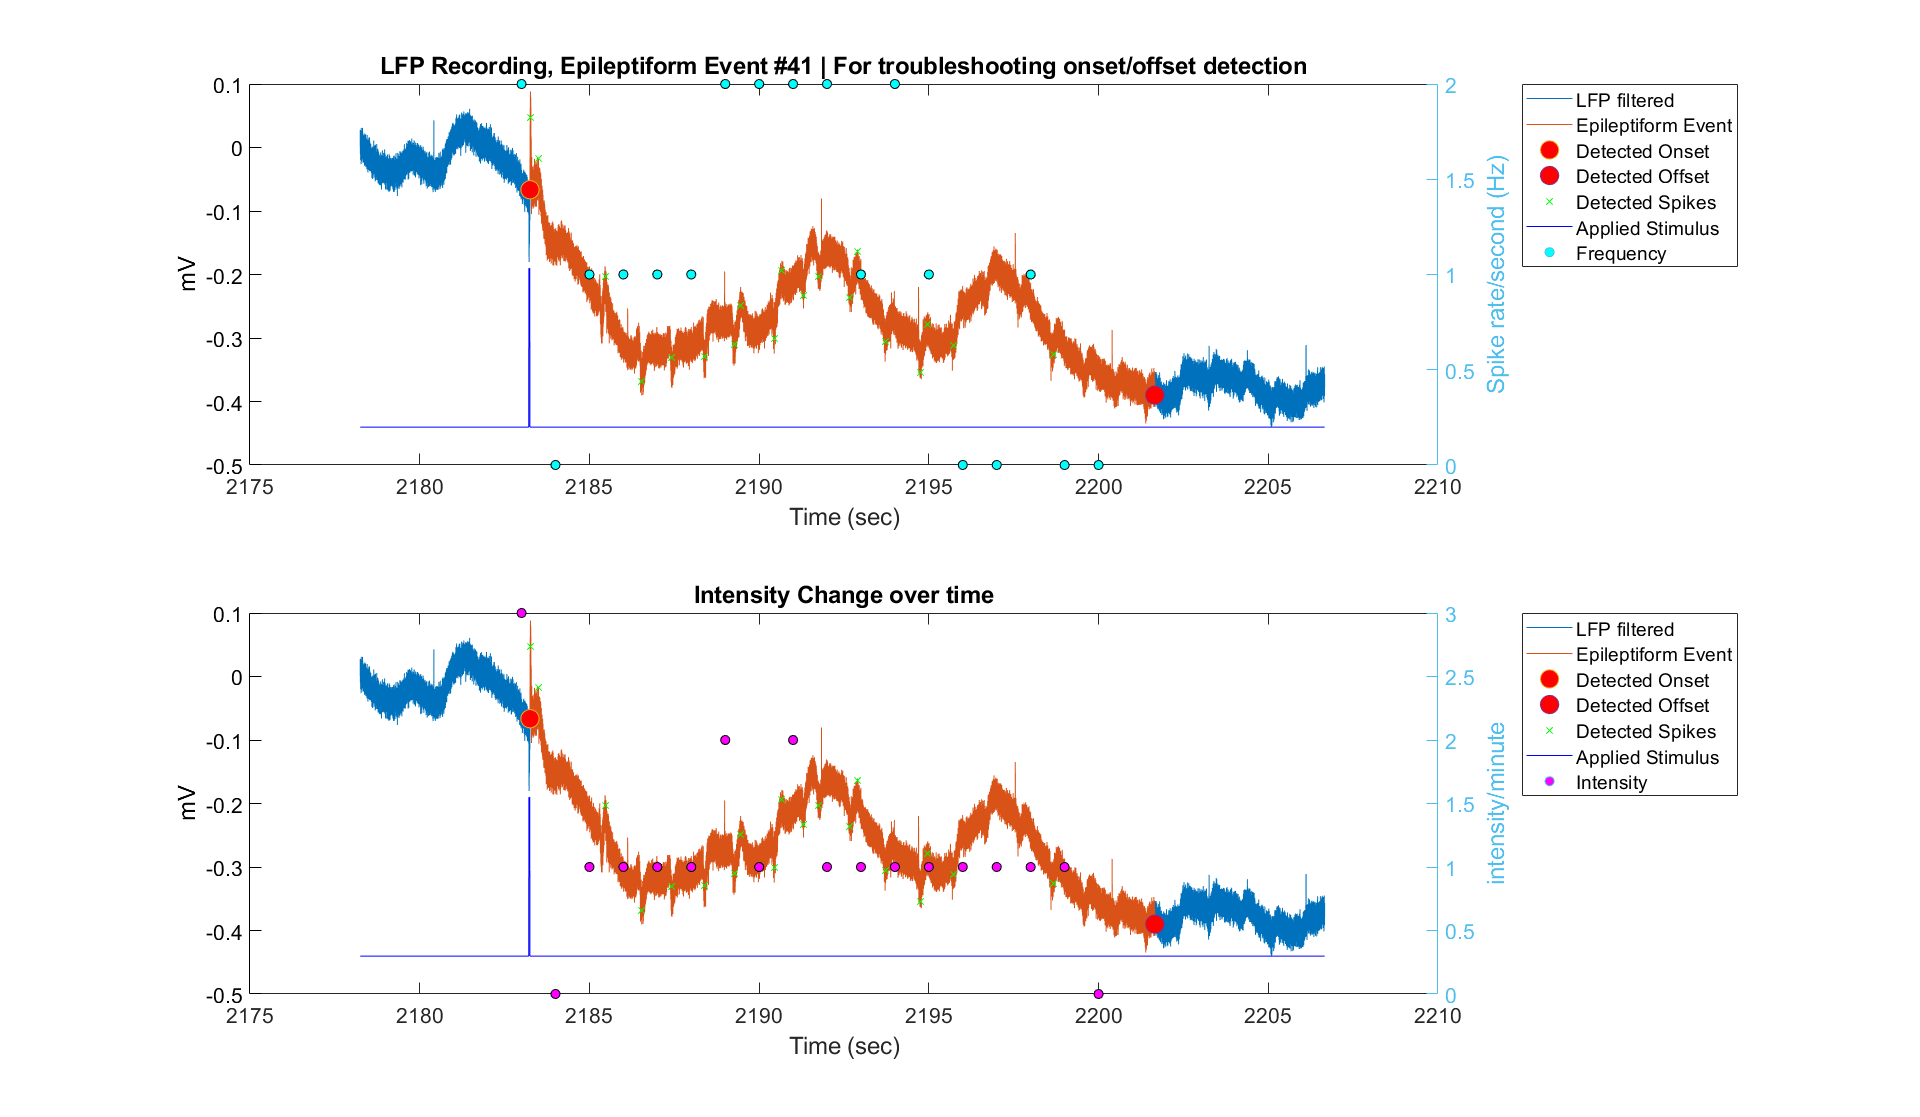 LFP Recording, Epileptiform Event #41 | For troubleshooting onset/offset detection
0.1
0
-0.1
-0.2
-0.3
-0.4
-0.5
mV
2175 2180 2185 2190 2195 2200 2205 2210
Time (sec)
2
1.5
1
0.5
0
Spike rate/second (Hz)
LFP filtered
Epileptiform Event
Detected Onset
Detected Offset
Detected Spikes
Applied Stimulus
Frequency
Intensity Change over time
0.1
0
-0.1
-0.2
-0.3
-0.4
-0.5
mV
2175 2180 2185 2190 2195 2200 2205 2210
Time (sec)
3
2.5
2
1.5
1
0.5
0
intensity/minute
LFP filtered
Epileptiform Event
Detected Onset
Detected Offset
Detected Spikes
Applied Stimulus
Intensity